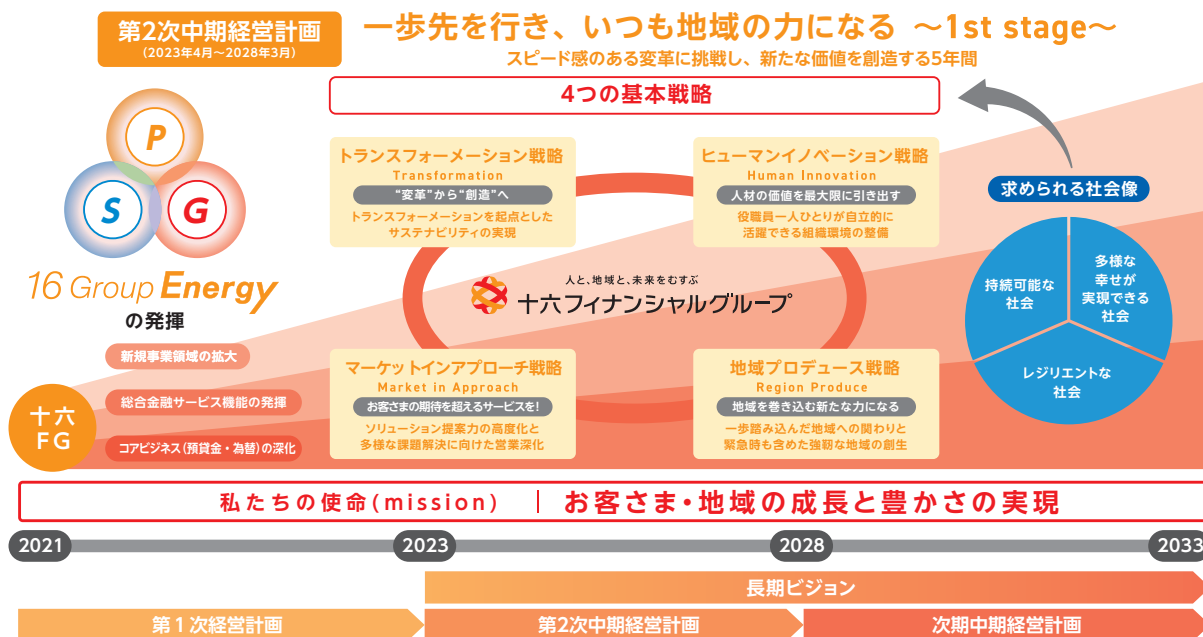 第2次中期経営計画
(2023年4月～2028年3月)
一歩先を行き、いつも地域の力になる ～1st stage～
スピード感のある変革に挑戦し、新たな価値を創造する5年間
4つの基本戦略
P
S
G
16 Group Energy
の発揮
新規事業領域の拡大
総合金融サービス機能の発揮
コアビジネス(預貸金・為替)の深化
十六
FG
トランスフォーメーション戦略
Transformation
“変革”から“創造”へ
トランスフォーメーションを起点とした
サステナビリティの実現
ヒューマンイノベーション戦略
Human Innovation
人材の価値を最大限に引き出す
役職員一人ひとりが自立的に
活躍できる組織環境の整備
人と、地域と、未来をむすぶ
十六フィナンシャルグループ
マーケットインアプローチ戦略
Market in Approach
お客さまの期待を超えるサービスを!
ソリューション提案力の高度化と
多様な課題解決に向けた営業深化
地域プロデュース戦略
Region Produce
地域を巻き込む新たな力になる
一歩踏み込んだ地域への関わりと
緊急時も含めた強靭な地域の創生
求められる社会像
持続可能な
社会
多様な
幸せが
実現できる
社会
レジリエントな
社会
私たちの使命(mission) | お客さま・地域の成長と豊かさの実現
2021
2023
2028
2033
長期ビジョン
第1次経営計画
第2次中期経営計画
次期中期経営計画